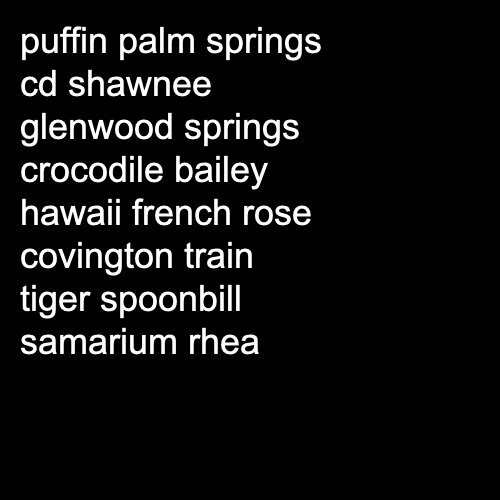 puffin palm springs
cd shawnee
glenwood springs
crocodile bailey
hawaii french rose
covington train
tiger spoonbill
samarium rhea